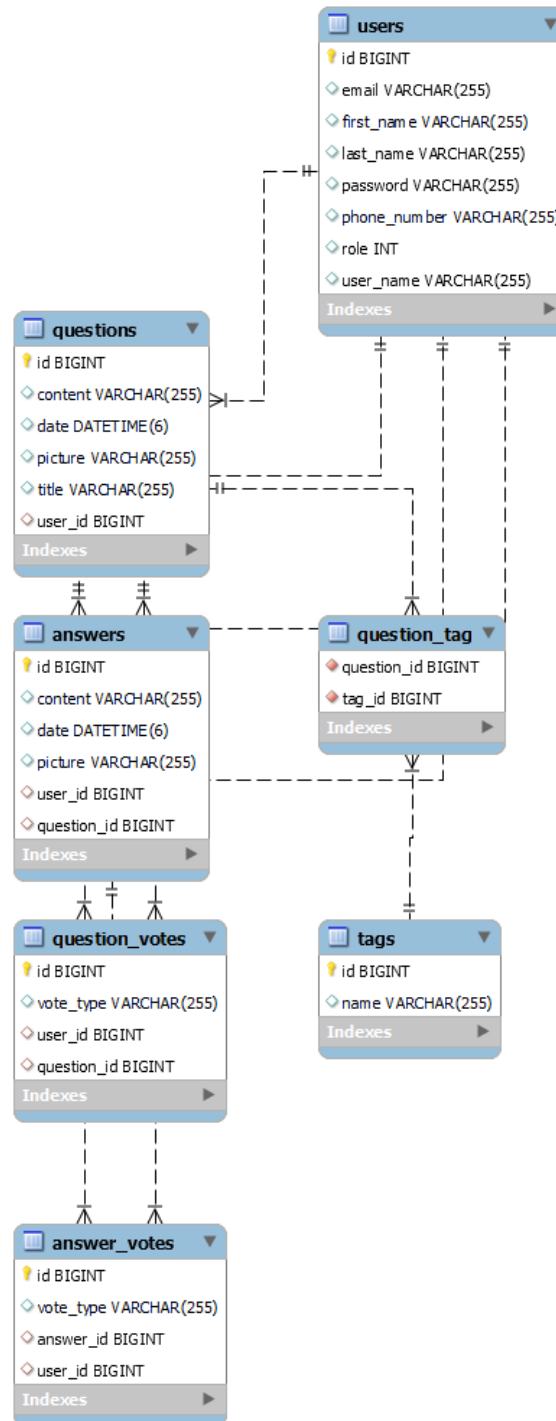 users
id BIGINT
email VARCHAR(255)
first_name VARCHAR(255)
last_name VARCHAR(255)
password VARCHAR(255)
phone_number VARCHAR(255)
role INT
user_name VARCHAR(255)
Indexes
questions
id BIGINT
content VARCHAR(255)
date DATETIME(6)
picture VARCHAR(255)
title VARCHAR(255)
user_id BIGINT
Indexes
answers
id BIGINT
content VARCHAR(255)
date DATETIME(6)
picture VARCHAR(255)
user_id BIGINT
question_id BIGINT
Indexes
question_tag
question_id BIGINT
tag_id BIGINT
Indexes
question_votes
id BIGINT
vote_type VARCHAR(255)
user_id BIGINT
question_id BIGINT
Indexes
tags
id BIGINT
name VARCHAR(255)
Indexes
answer_votes
id BIGINT
vote_type VARCHAR(255)
answer_id BIGINT
user_id BIGINT
Indexes